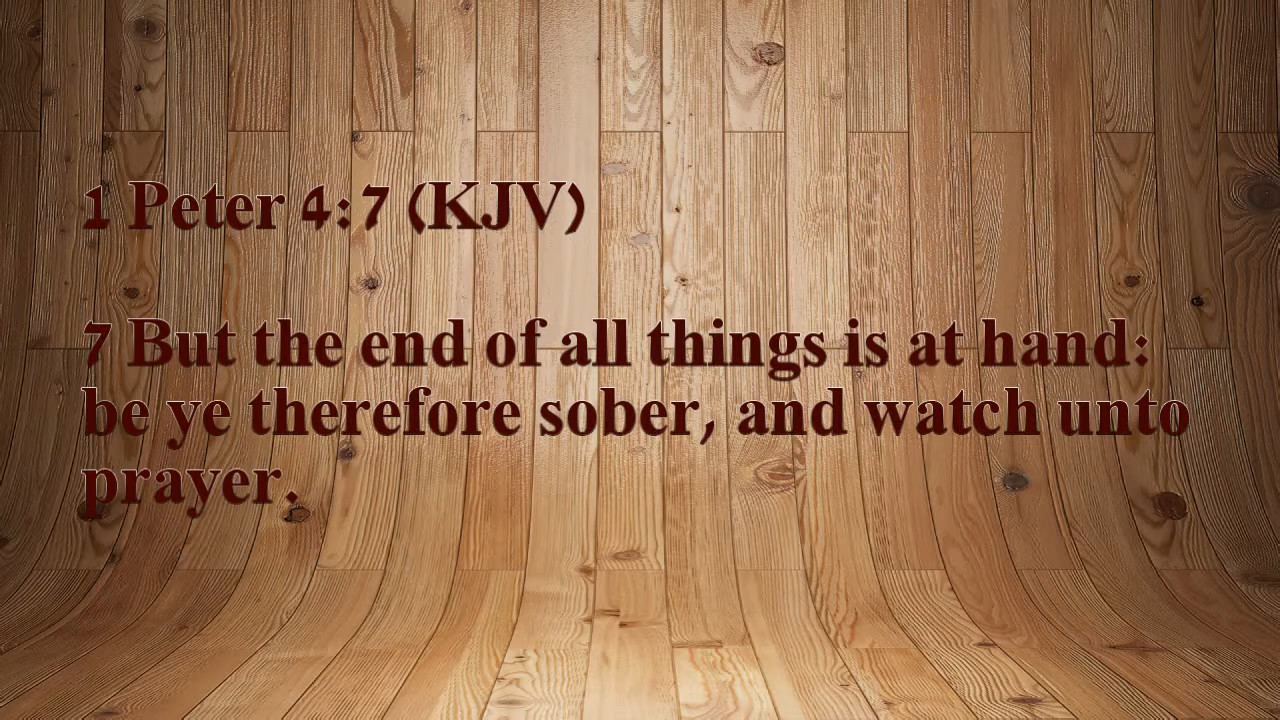 1 Peter 4:7 (KJV)
7 But the end of all things is at hand:
be ye therefore sober, and watch unto
prayer.